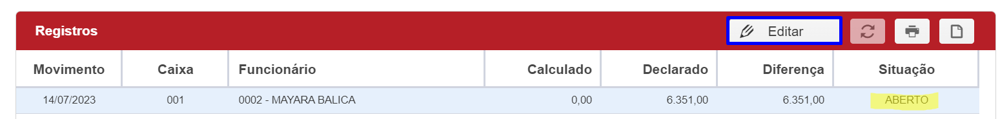 Registros Editar
Movimento Caixa Funcionário Calculado Declarado Diferença Situação
14/07/2023 001 0002 - MAYARA BALICA 0,00 6.351,00 6.351,00 ABERTO